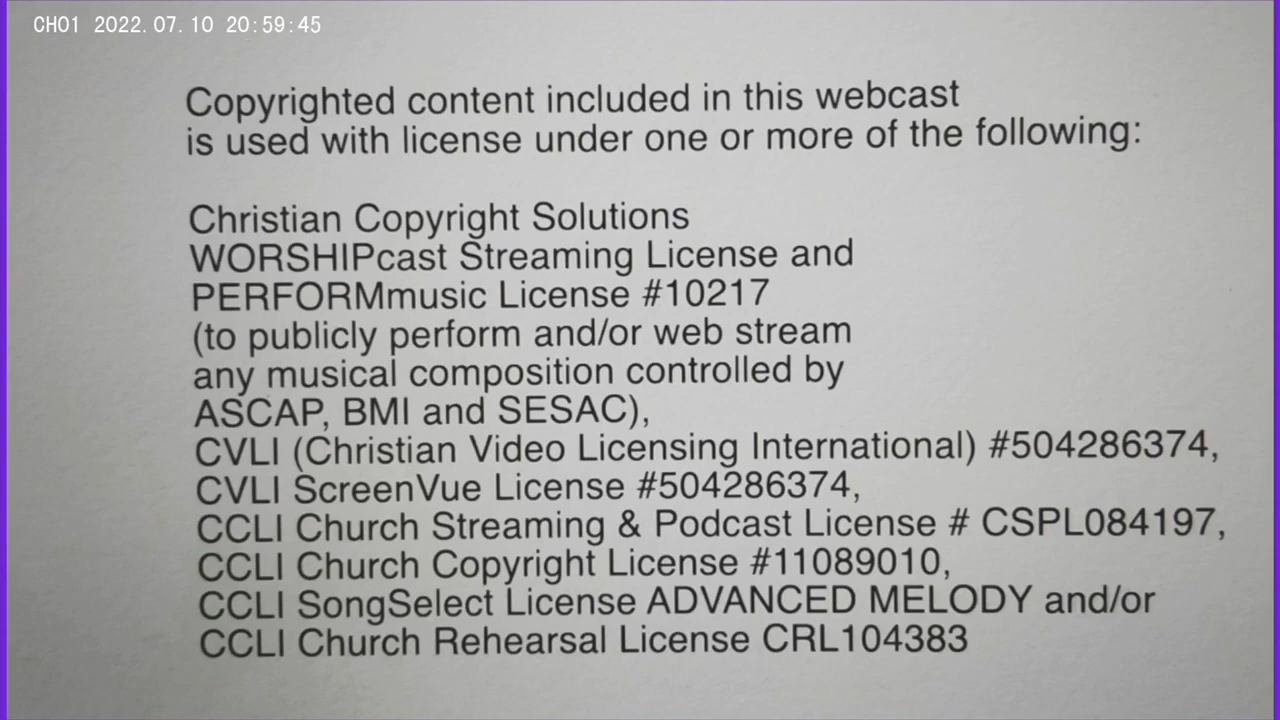 CH01 2022.07.10 20:59:45
Copyrighted content included in this webcast
is used with license under one or more of the following:
Christian Copyright Solutions
WORSHIPcast Streaming License and
PERFORMmusic License #10217
(to publicly perform and/or web stream
any musical composition controlled by
ASCAP, BMI and SESAC),
CVLI (Christian Video Licensing International) #504286374,
CVLI ScreenVue License #504286374,
CCLI Church Streaming & Podcast License # CSPL084197,
CCLI Church Copyright License #11089010,
CCLI SongSelect License ADVANCED MELODY and/or
CCLI Church Rehearsal License CRL104383